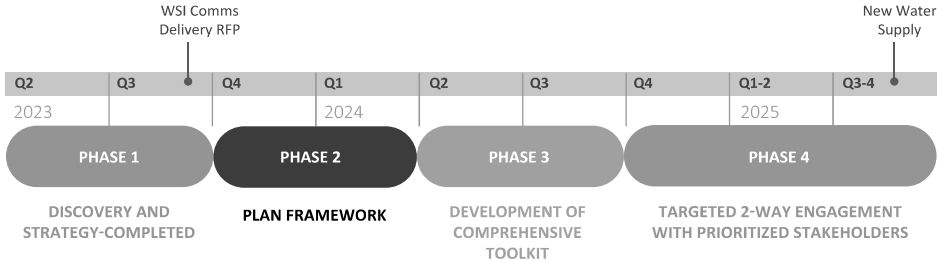 WSI Comms
Delivery RFP
New Water
Supply
Q2 Q3 Q4 Q1 Q2 Q3 Q4 Q1-2 Q3-4
2023 2024 2025
PHASE 1 PHASE 2 PHASE 3 PHASE 4
DISCOVERY AND
STRATEGY-COMPLETED
PLAN FRAMEWORK
DEVELOPMENT OF
COMPREHENSIVE
TOOLKIT
TARGETED 2-WAY ENGAGEMENT
WITH PRIORITIZED STAKEHOLDERS